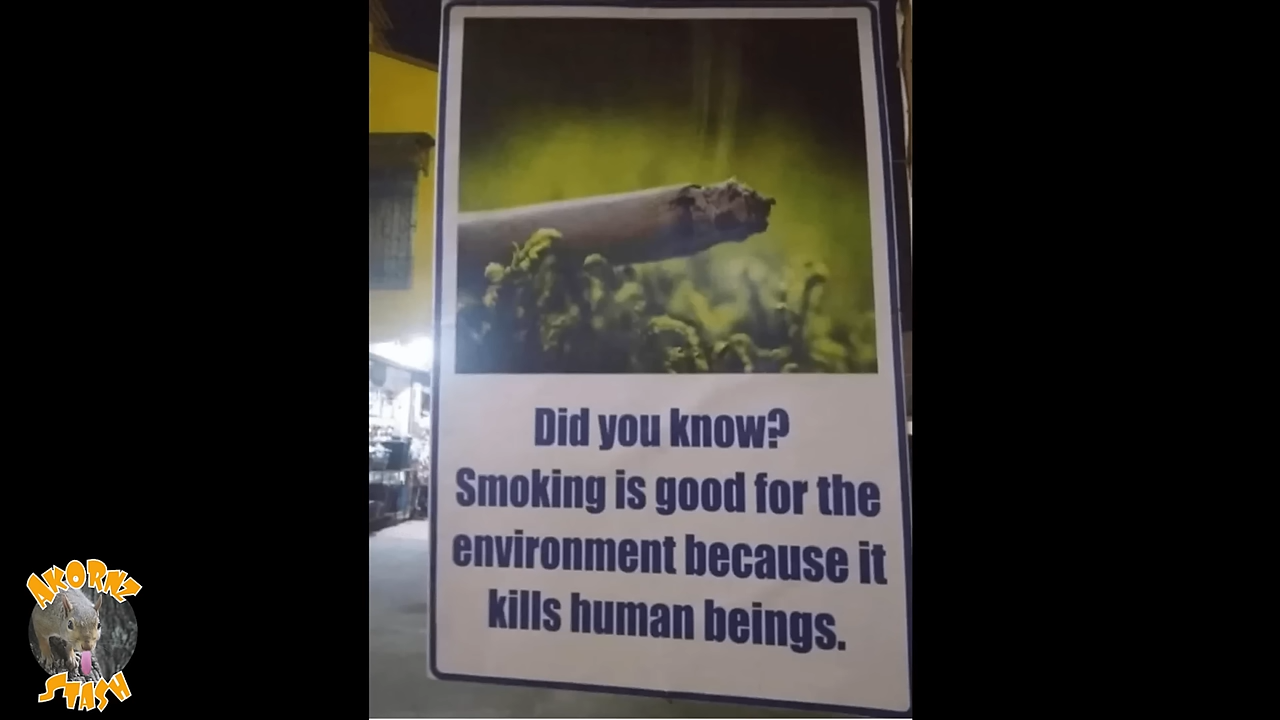 Did you know?
Smoking is good for the
environment because it
kills human beings.
AKORNZ
STASH